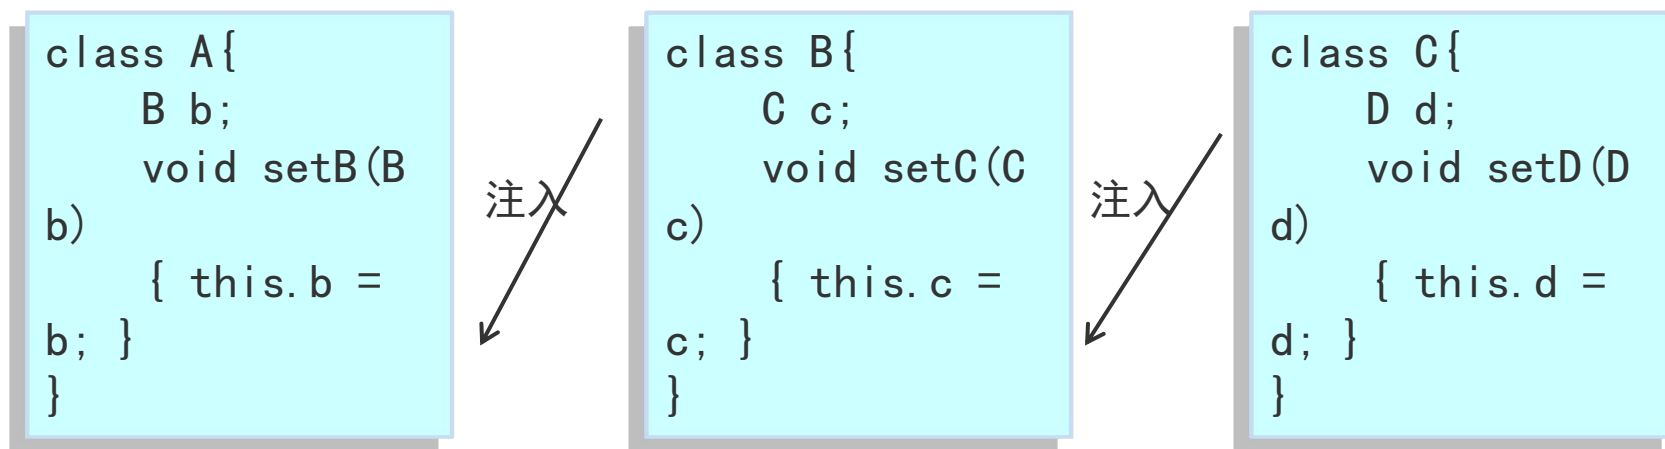 class A{
B b;
void setB(B
b)
{ this.b =
b; }
}
注入
class B{
C c;
void setC(C
c)
{ this.c =
c; }
}
注入
class C{
D d;
void setD(D
d)
{ this.d =
d; }
}